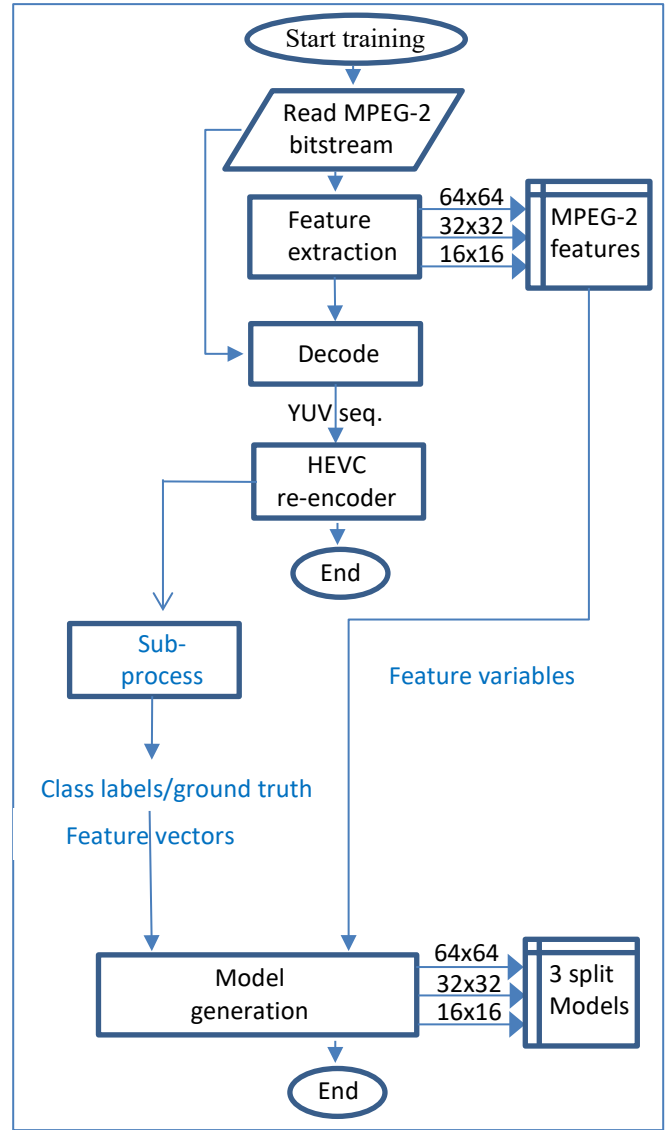 Start training
Read MPEG-2
bitstream
64x64
32x32
16x16
Feature
extraction
MPEG-2
features
Decode
YUV seq.
HEVC
re-encoder
End
Sub-
process
Feature variables
Class labels/ground truth
Feature vectors
64x64
32x32
16x16
Model
generation
3 split
Models
End